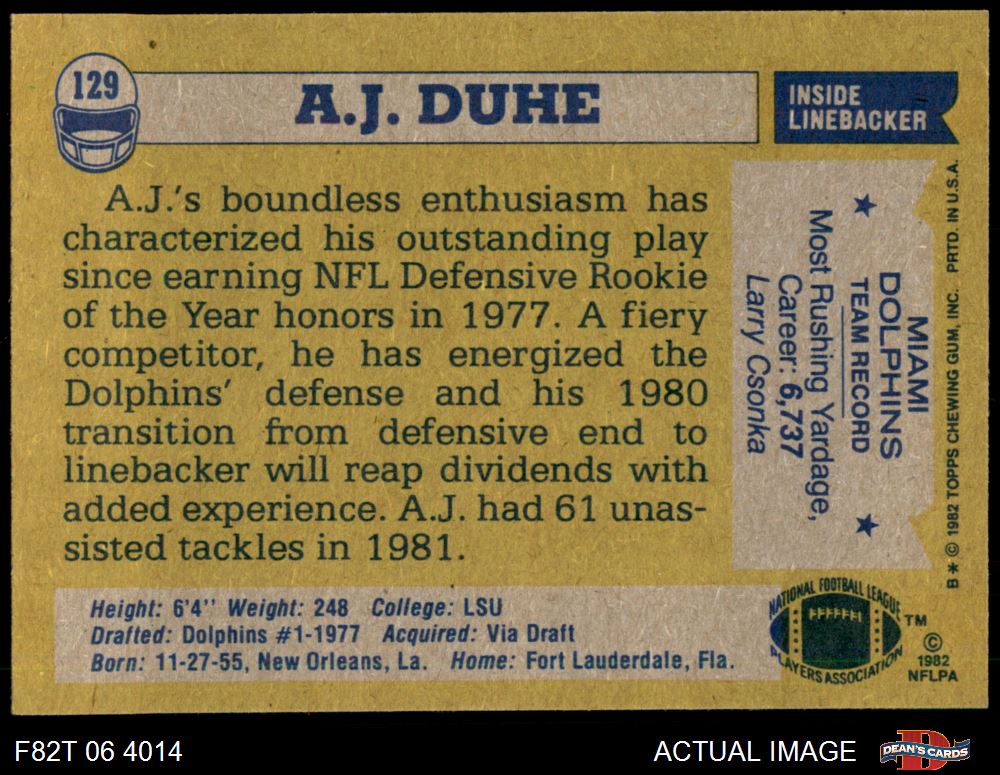 129
A.J. DUHE
INSIDE
LINEBACKER
A.J.'s boundless enthusiasm has
characterized his outstanding play
since earning NFL Defensive Rookie
of the Year honors in 1977. A fiery
competitor, he has energized the
Dolphins' defense and his 1980
transition from defensive end to
linebacker will reap dividends with
added experience. A.J. had 61 unas-
sisted tackles in 1981.
MIAMI
DOLPHINS
★ TEAM RECORD ★
Most Rushing Yardage,
Career: 6,737
Larry Csonka
B * © 1982 TOPPS CHEWING GUM, INC. PRTD. IN U.S.A.
Height: 6'4'' Weight: 248 College: LSU
Drafted: Dolphins #1-1977 Acquired: Via Draft
Born: 11-27-55, New Orleans, La. Home: Fort Lauderdale, Fla.
NATIONAL FOOTBALL LEAGUE
PLAYERS ASSOCIATION
TM
©
1982
NFLPA
F82T 06 4014
ACTUAL IMAGE
D
DEAN'S CARDS